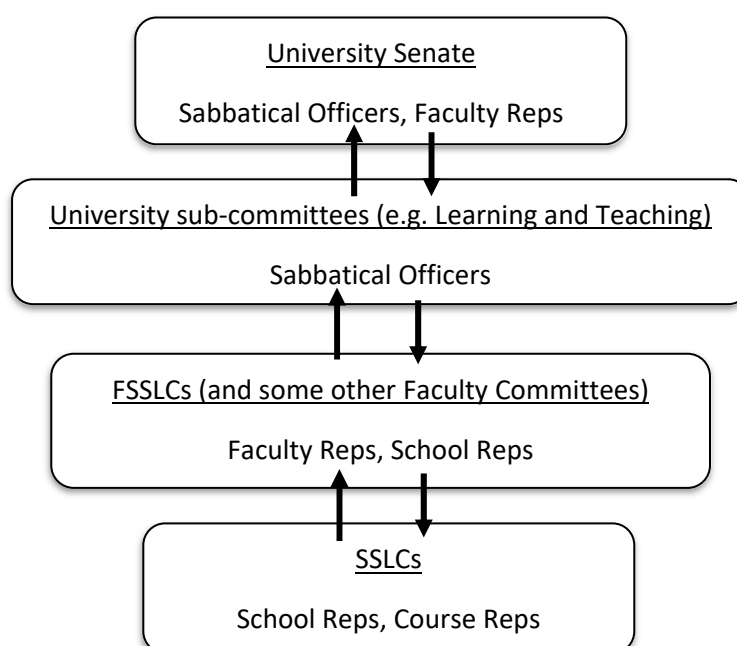 University Senate
Sabbatical Officers, Faculty Reps
University sub-committees (e.g. Learning and Teaching)
Sabbatical Officers
FSSLCs (and some other Faculty Committees)
Faculty Reps, School Reps
SSLCs
School Reps, Course Reps